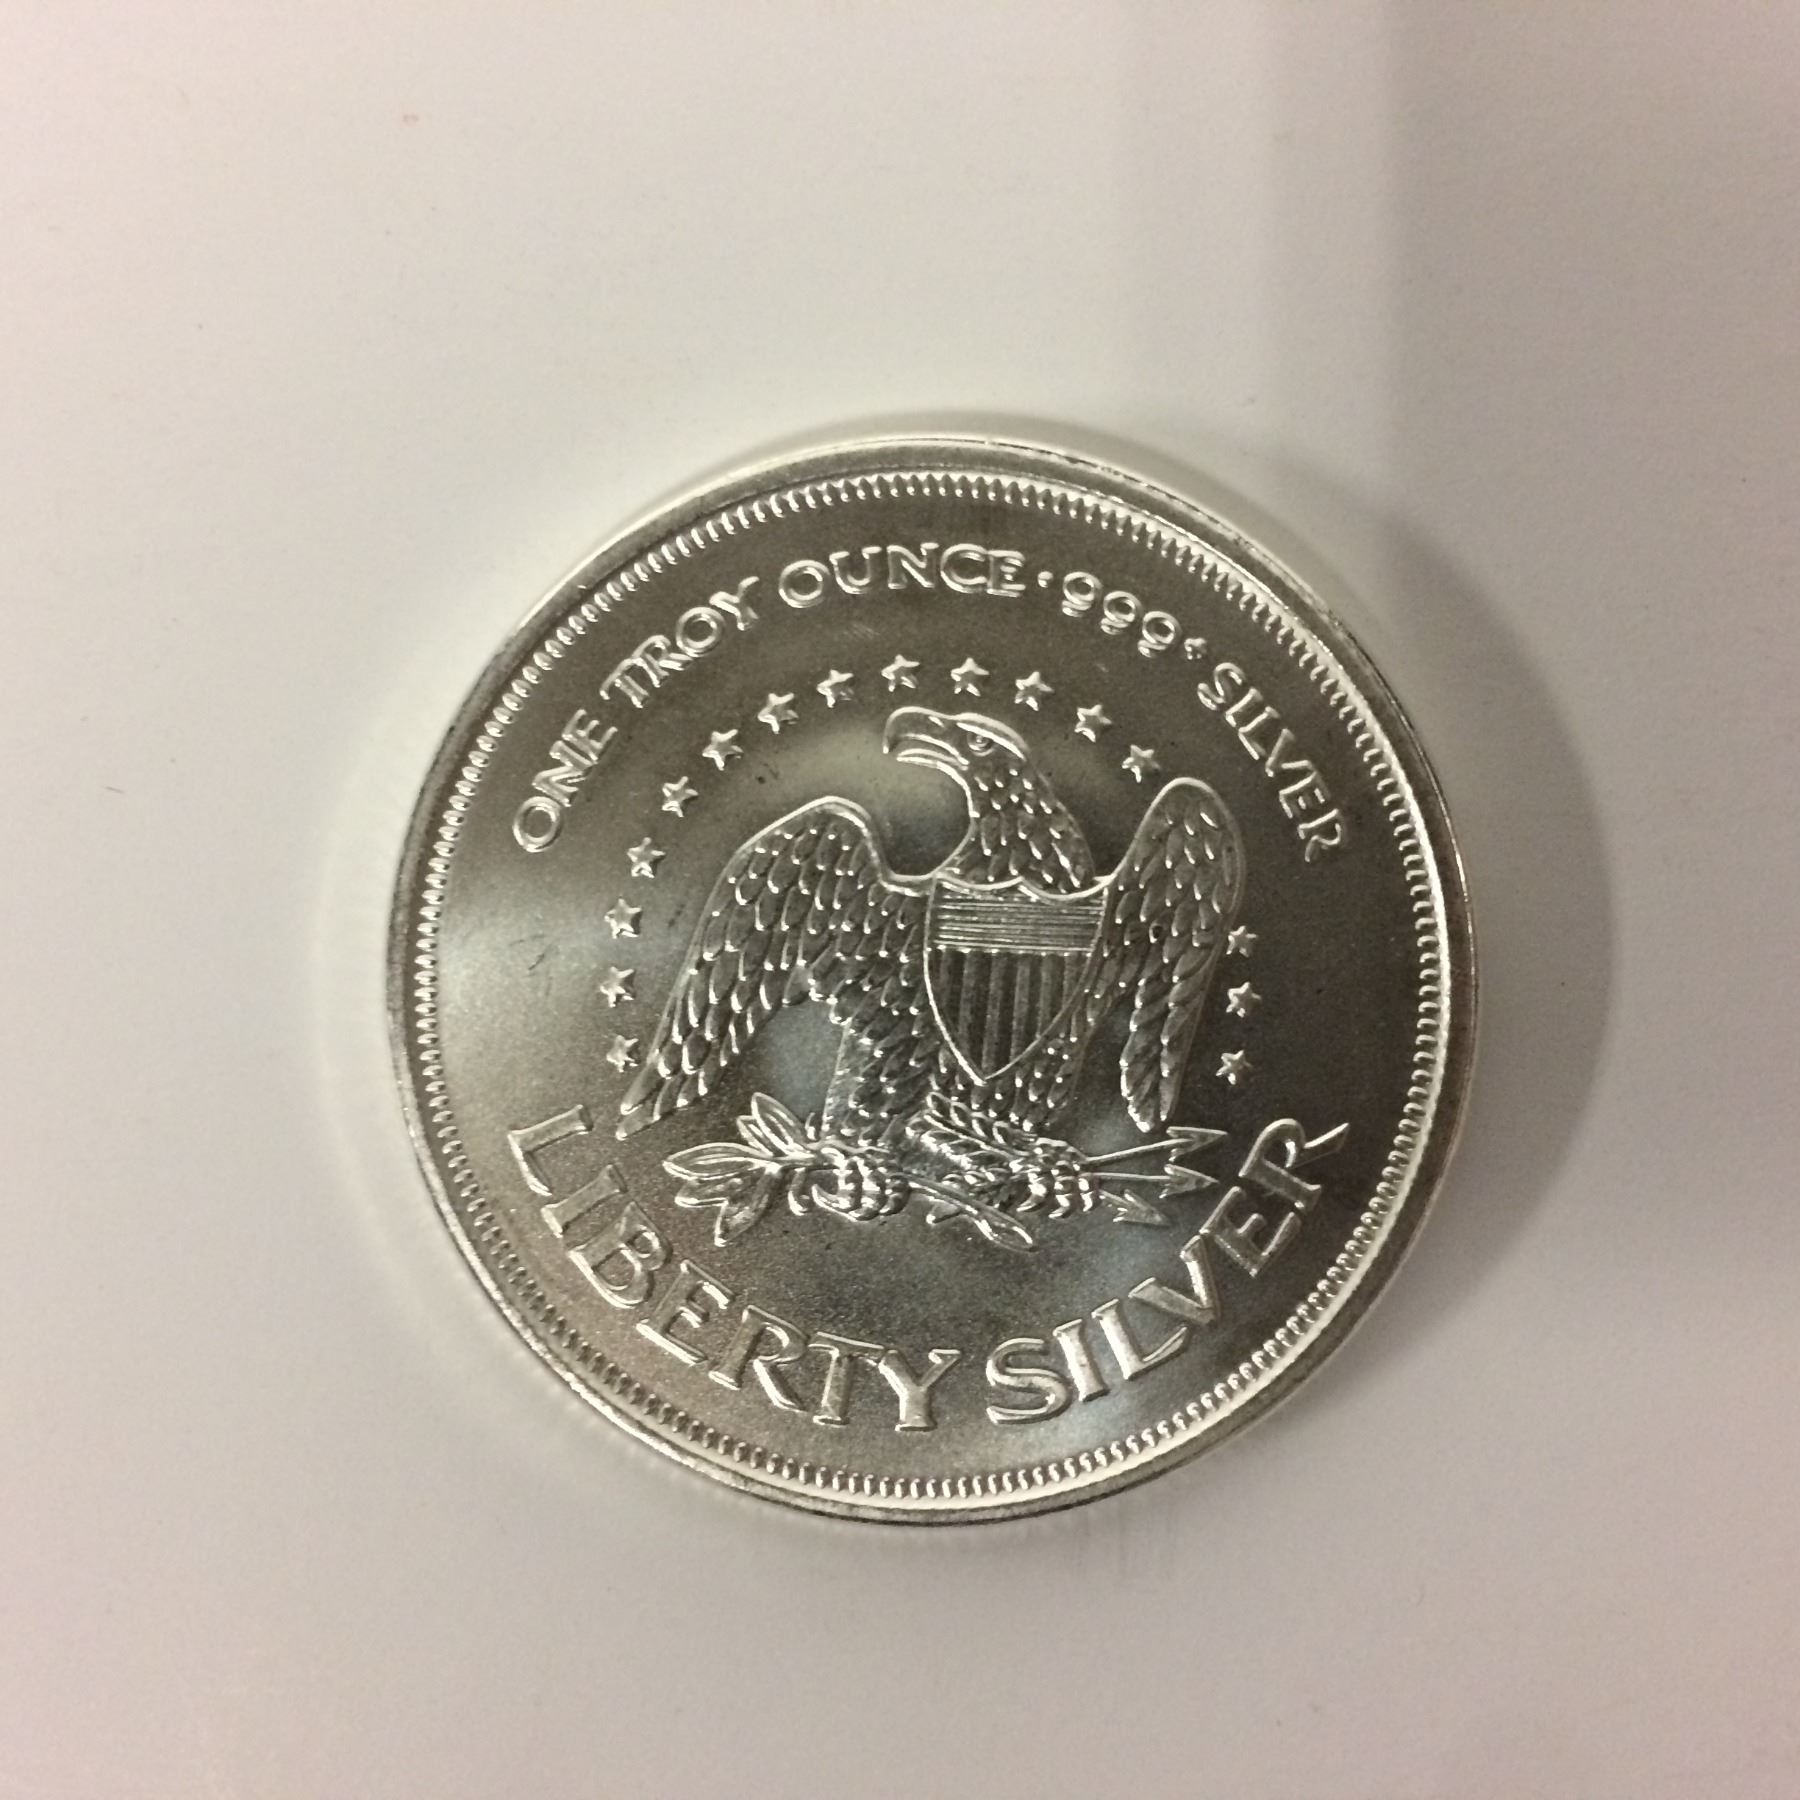 ONE TROY OUNCE · 999+ SILVER
LIBERTY SILVER